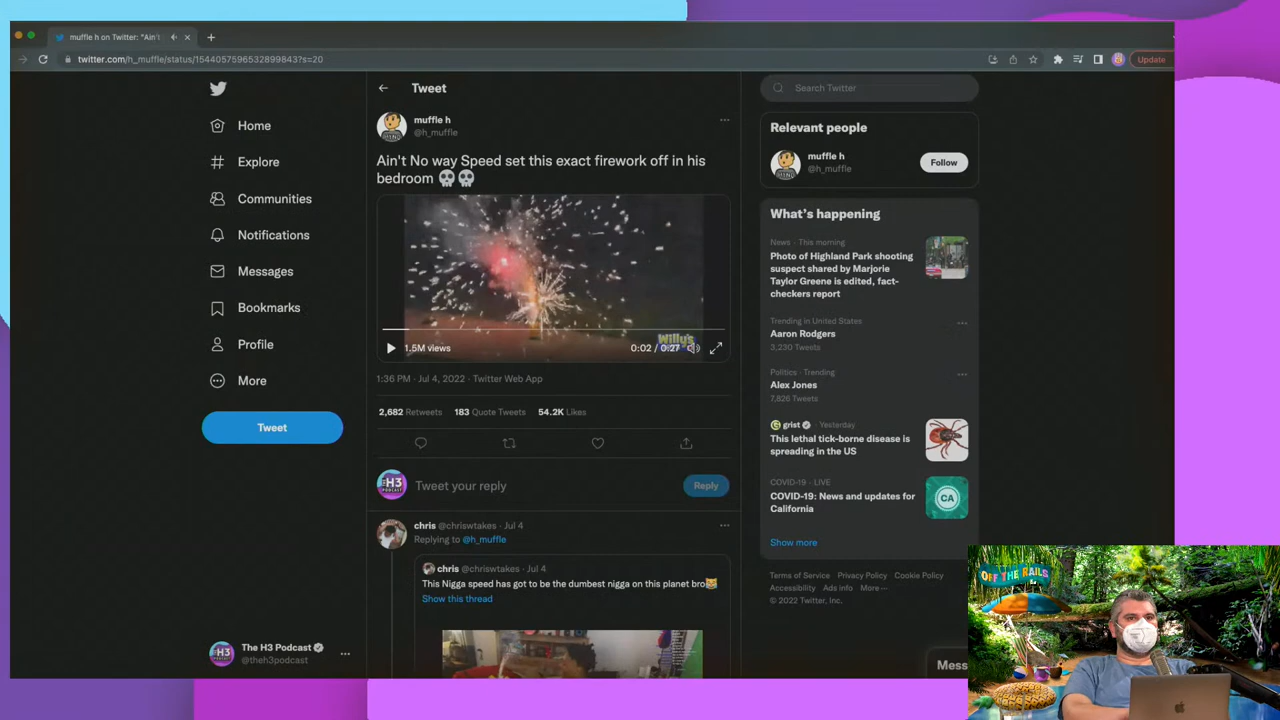 muffle h on Twitter: "Ain't
twitter.com/h_muffle/status/1544057596532899843?s=20
Update
Home
Explore
Communities
Notifications
Messages
Bookmarks
Profile
More
Tweet
The H3 Podcast
@theh3podcast
Tweet
muffle h
@h_muffle
Ain't No way Speed set this exact firework off in his
bedroom 💀💀
Willy's
1.5M views
0:02 / 0:27
1:36 PM · Jul 4, 2022 · Twitter Web App
2,682 Retweets 183 Quote Tweets 54.2K Likes
Tweet your reply
Reply
chris @chriswtakes · Jul 4
Replying to @h_muffle
chris @chriswtakes · Jul 4
This Nigga speed has got to be the dumbest nigga on this planet bro😹
Show this thread
Search Twitter
Relevant people
muffle h
@h_muffle
Follow
What's happening
News · This morning
Photo of Highland Park shooting
suspect shared by Marjorie
Taylor Greene is edited, fact-
checkers report
Trending in United States
Aaron Rodgers
3,230 Tweets
Politics · Trending
Alex Jones
7,826 Tweets
grist · Yesterday
This lethal tick-borne disease is
spreading in the US
COVID-19 · LIVE
COVID-19: News and updates for
California
CA
Show more
Terms of Service Privacy Policy Cookie Policy
Accessibility Ads info More ···
© 2022 Twitter, Inc.
Mess
OFF THE RAILS